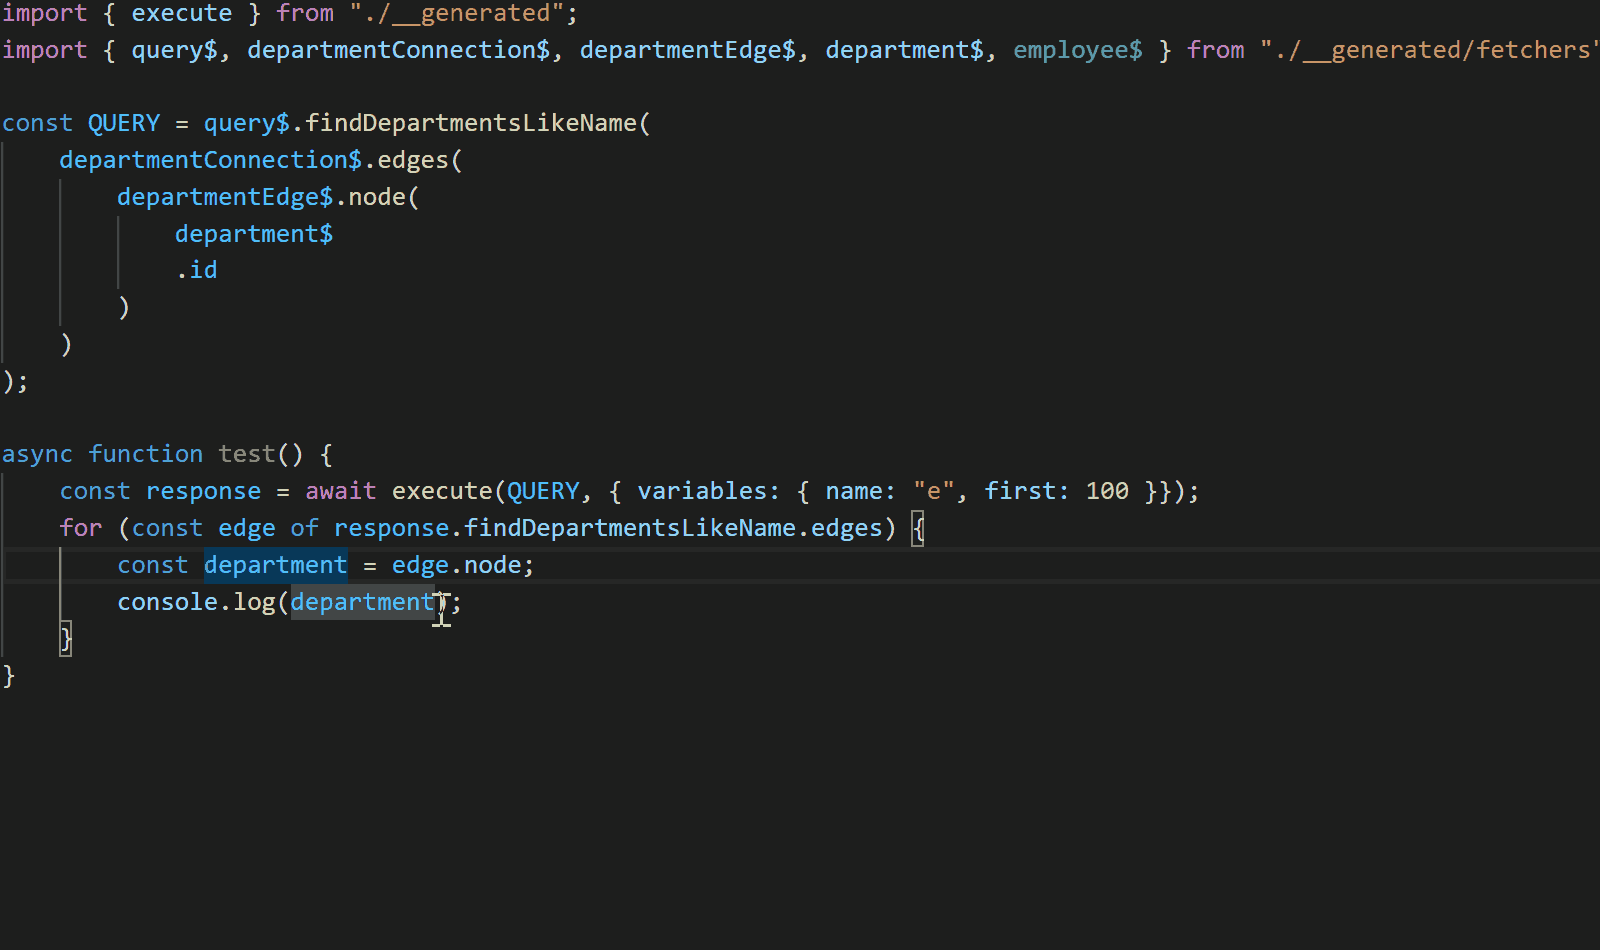 import { execute } from "./__generated";
import { query$, departmentConnection$, departmentEdge$, department$, employee$ } from "./__generated/fetchers"
const QUERY = query$.findDepartmentsLikeName(
departmentConnection$.edges(
departmentEdge$.node(
department$
.id
)
)
);
async function test() {
const response = await execute(QUERY, { variables: { name: "e", first: 100 }});
for (const edge of response.findDepartmentsLikeName.edges) {
const department = edge.node;
console.log(department);
}
}